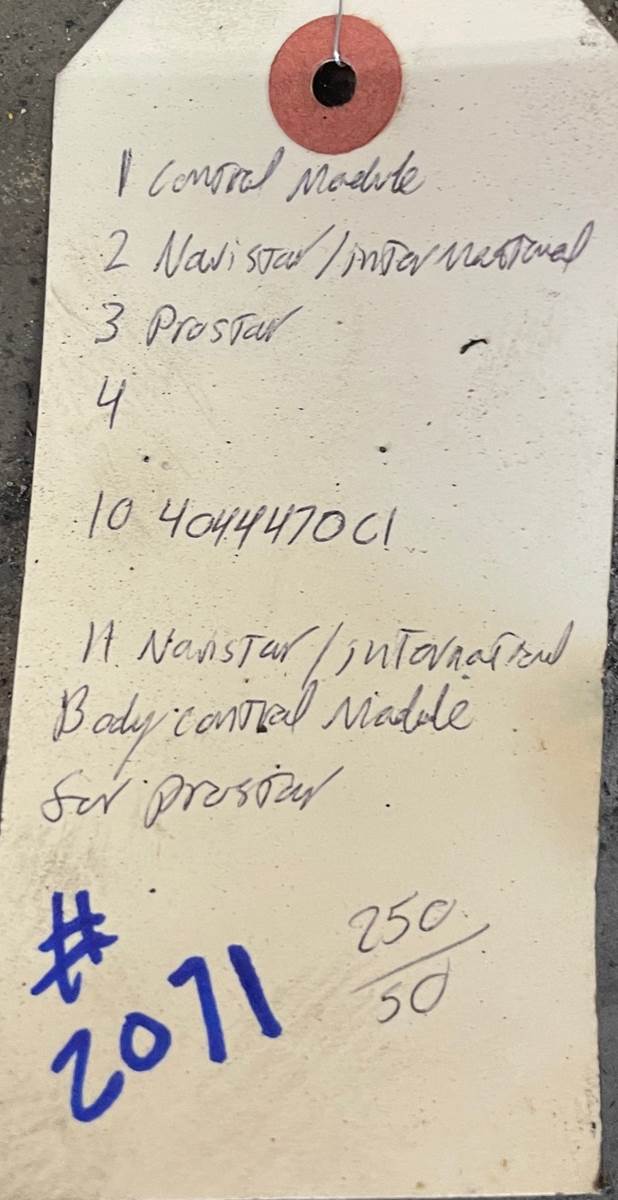 1 Control Module
2 Navistar/international
3 Prostar
4
10 4044470C1
11 Navistar/international
Body control Module
for prostar
#
2071
250
50